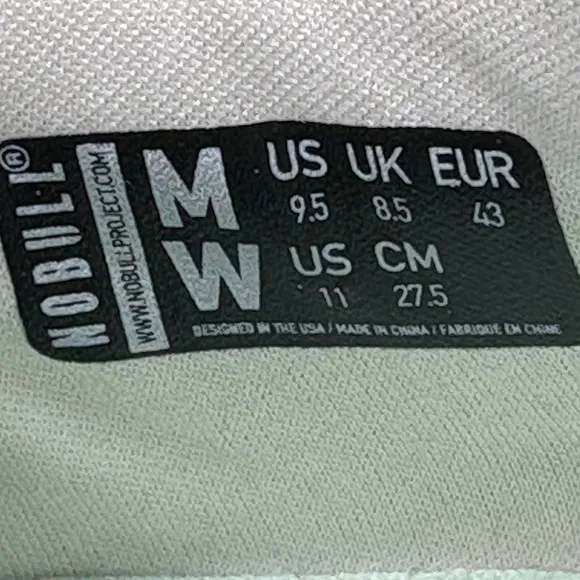 NOBULL®
WWW.NOBULLPROJECT.COM
M US UK EUR
9.5 8.5 43
W US CM
11 27.5
DESIGNED IN THE USA / MADE IN CHINA / FABRIQUE EN CHINE